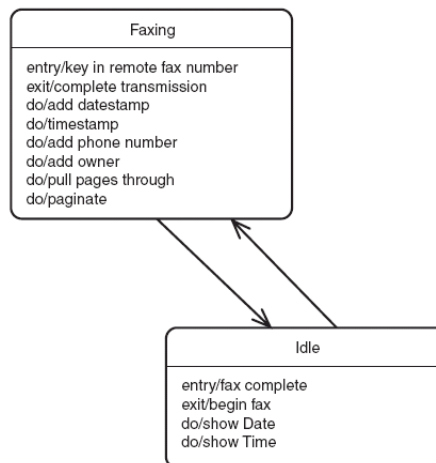 Faxing
entry/key in remote fax number
exit/complete transmission
do/add datestamp
do/timestamp
do/add phone number
do/add owner
do/pull pages through
do/paginate
Idle
entry/fax complete
exit/begin fax
do/show Date
do/show Time